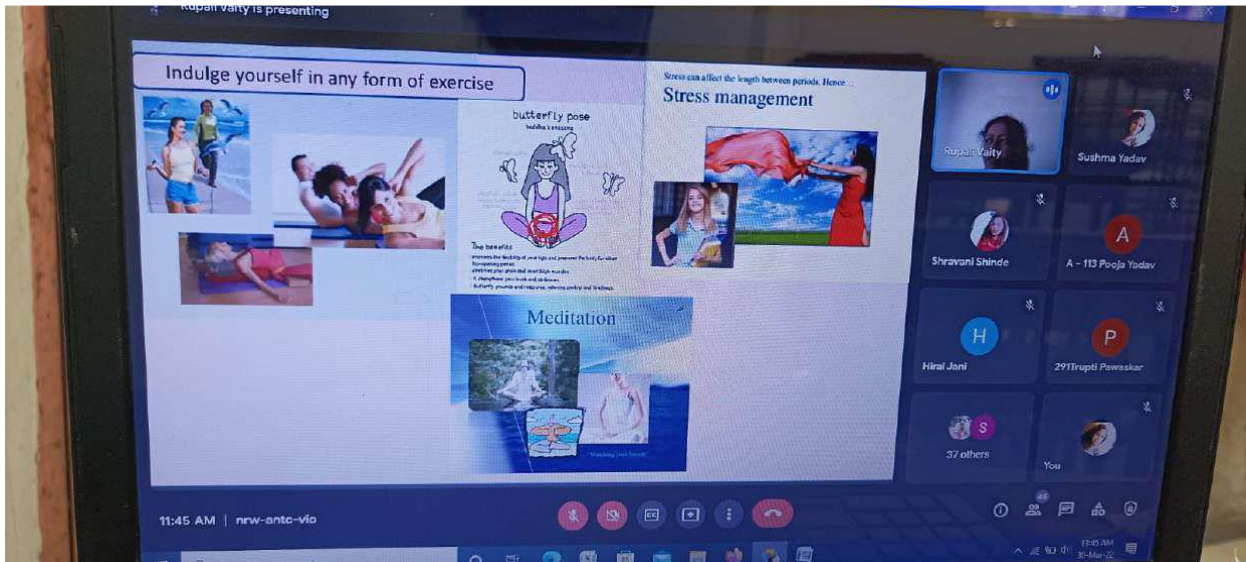 Rupali Vaity is presenting
Indulge yourself in any form of exercise
butterfly pose
The benefits
Stress can affect the length between periods. Hence...
Stress management
Meditation
Rupali Vaity
Sushma Yadav
Shravani Shinde
A
A - 113 Pooja Yadav
H
Hiral Jani
P
291Trupti Pawaskar
S
37 others
You
11:45 AM | nrw-antc-vio
CC
46
11:45 AM
30-Mar-22